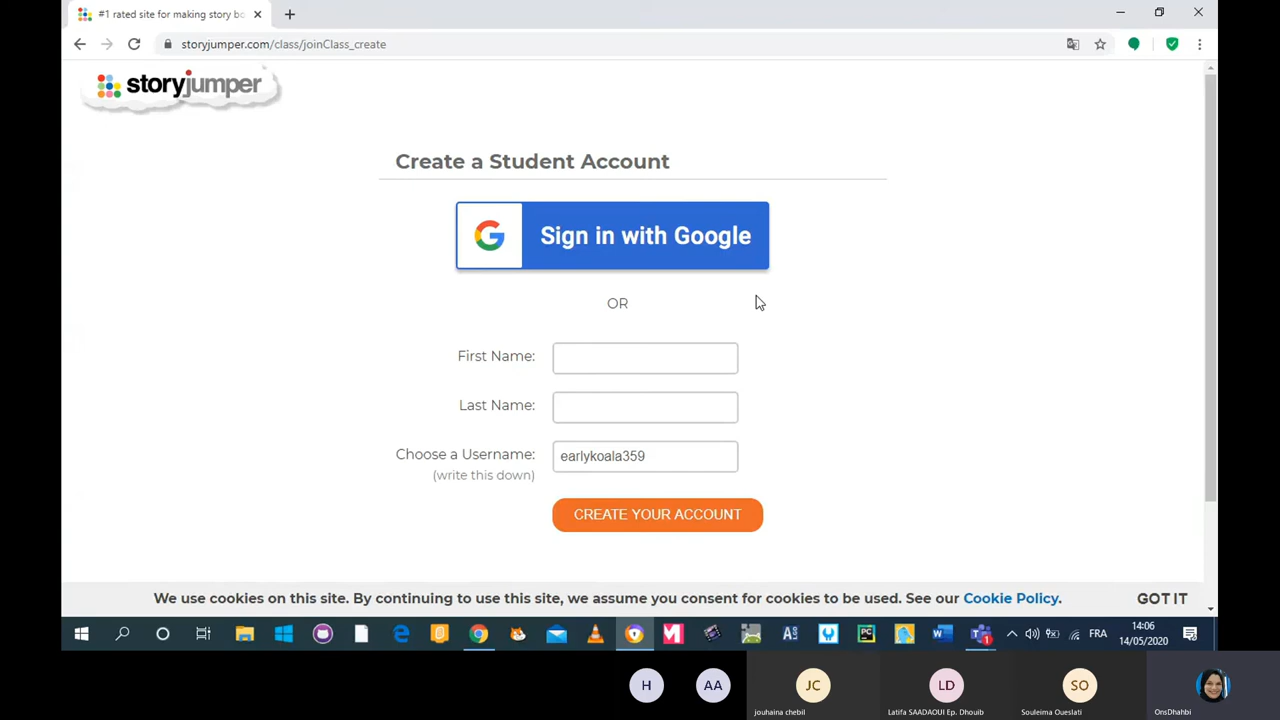 #1 rated site for making story bo
storyjumper.com/class/joinClass_create
storyjumper
Create a Student Account
Sign in with Google
OR
First Name:
Last Name:
Choose a Username:
earlykoala359
(write this down)
CREATE YOUR ACCOUNT
We use cookies on this site. By continuing to use this site, we assume you consent for cookies to be used. See our Cookie Policy.
GOT IT
FRA
14:06
14/05/2020
H
AA
JC
LD
SO
jouhaina chebil
Latifa SAADAOUI Ep. Dhouib
Souleima Oueslati
OnsDhahbi